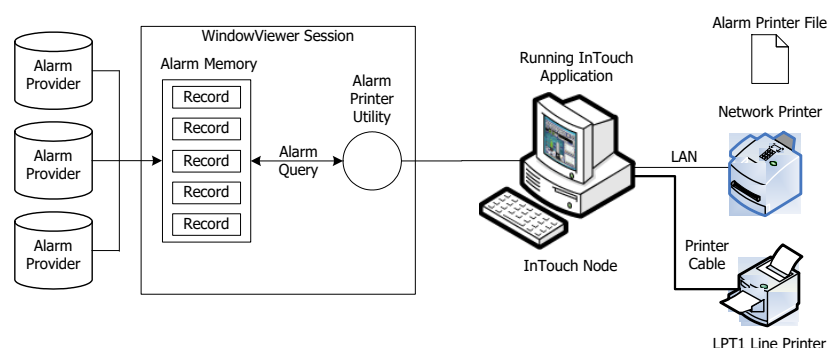 WindowViewer Session
Alarm Memory
Alarm
Provider
Alarm
Provider
Alarm
Provider
Record
Record
Record
Record
Record
Alarm
Query
Alarm
Printer
Utility
Running InTouch
Application
InTouch Node
Alarm Printer File
Network Printer
LAN
Printer
Cable
LPT1 Line Printer